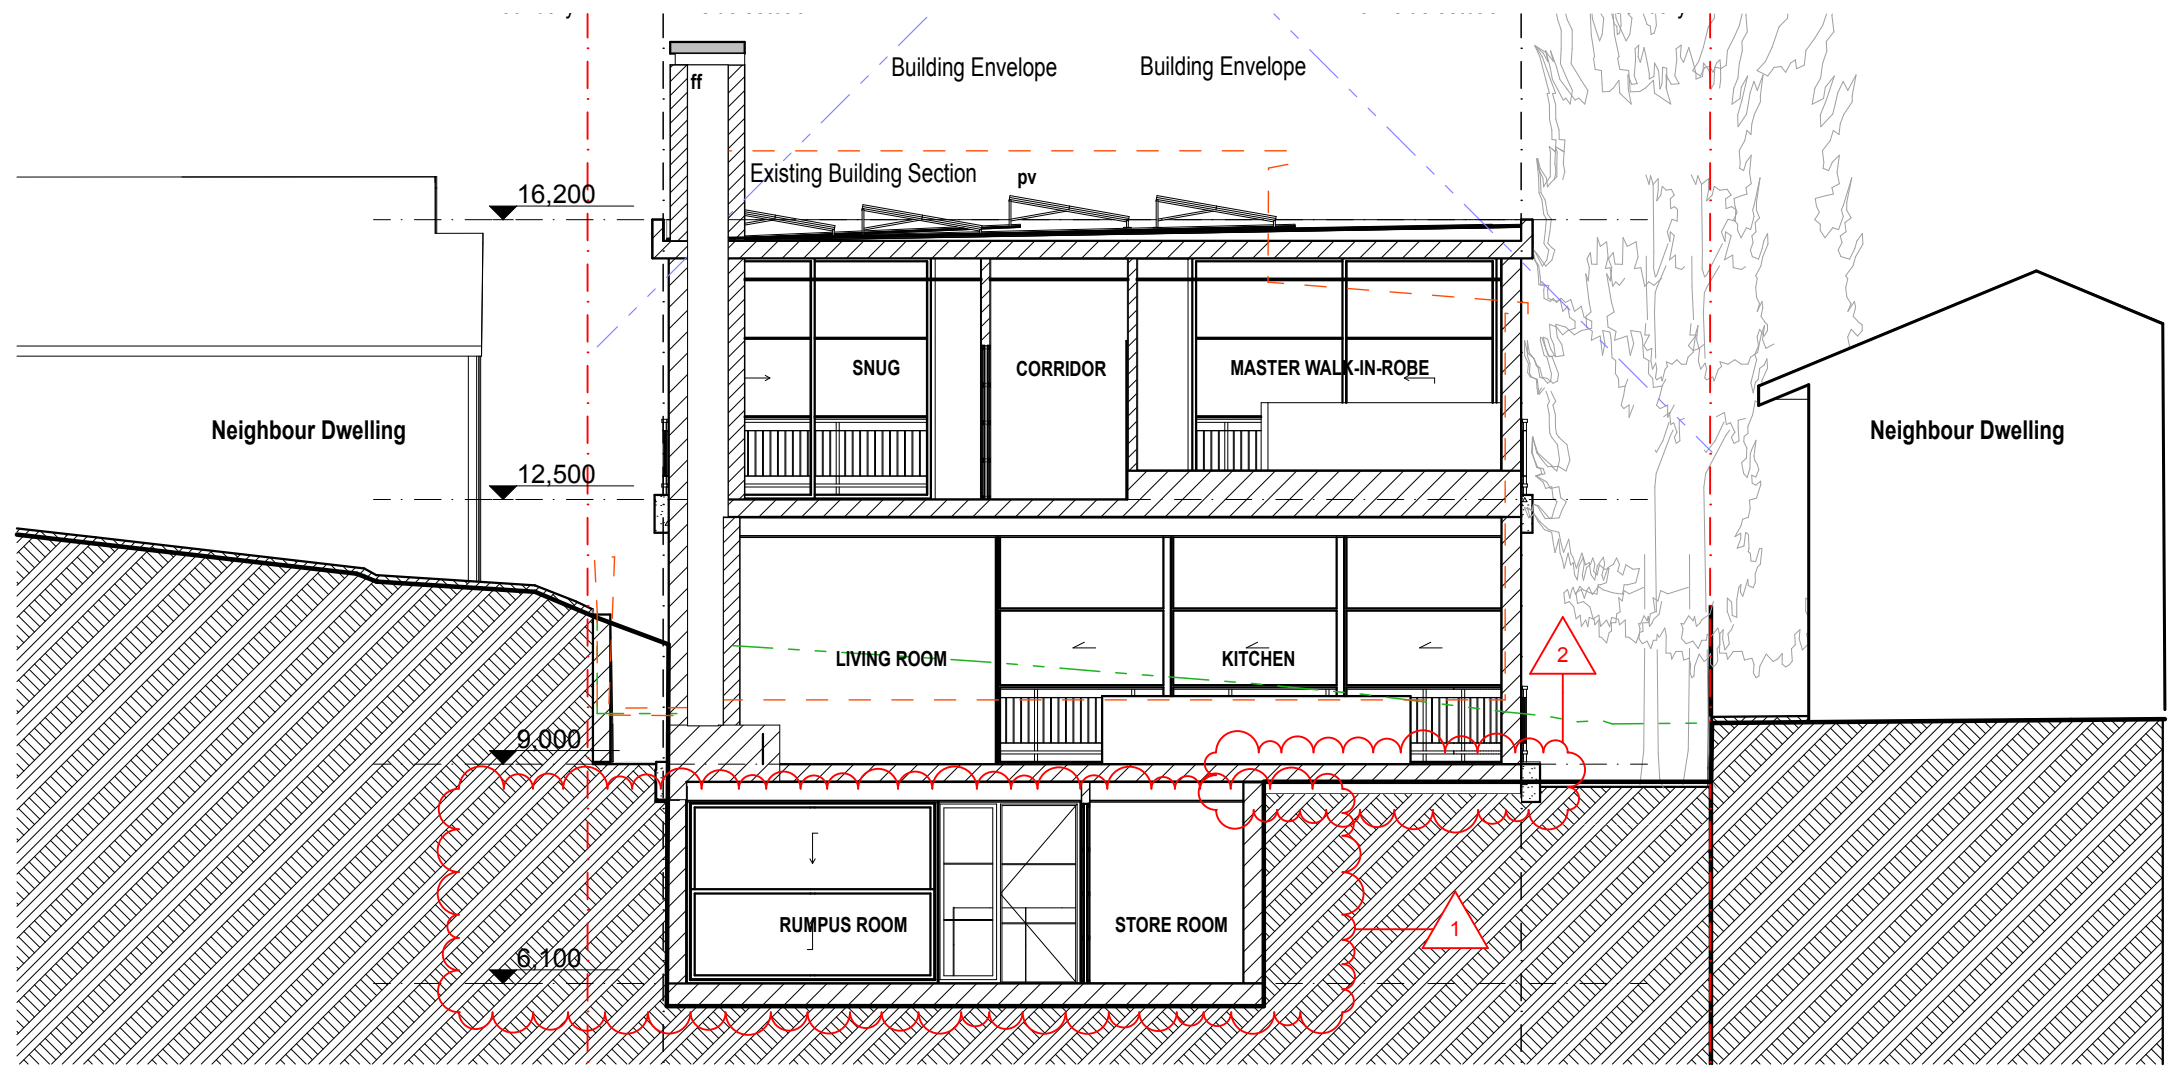 Building Envelope
Building Envelope
ff
Existing Building Section
pv
16,200
SNUG
CORRIDOR
MASTER WALK-IN-ROBE
Neighbour Dwelling
Neighbour Dwelling
12,500
LIVING ROOM
KITCHEN
2
9,000
RUMPUS ROOM
STORE ROOM
1
6,100